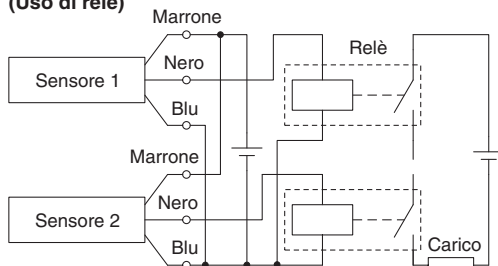 (Uso di relè)
Marrone
Nero
Relè
Sensore 1
Blu
Marrone
Nero
Sensore 2
Blu
Carico